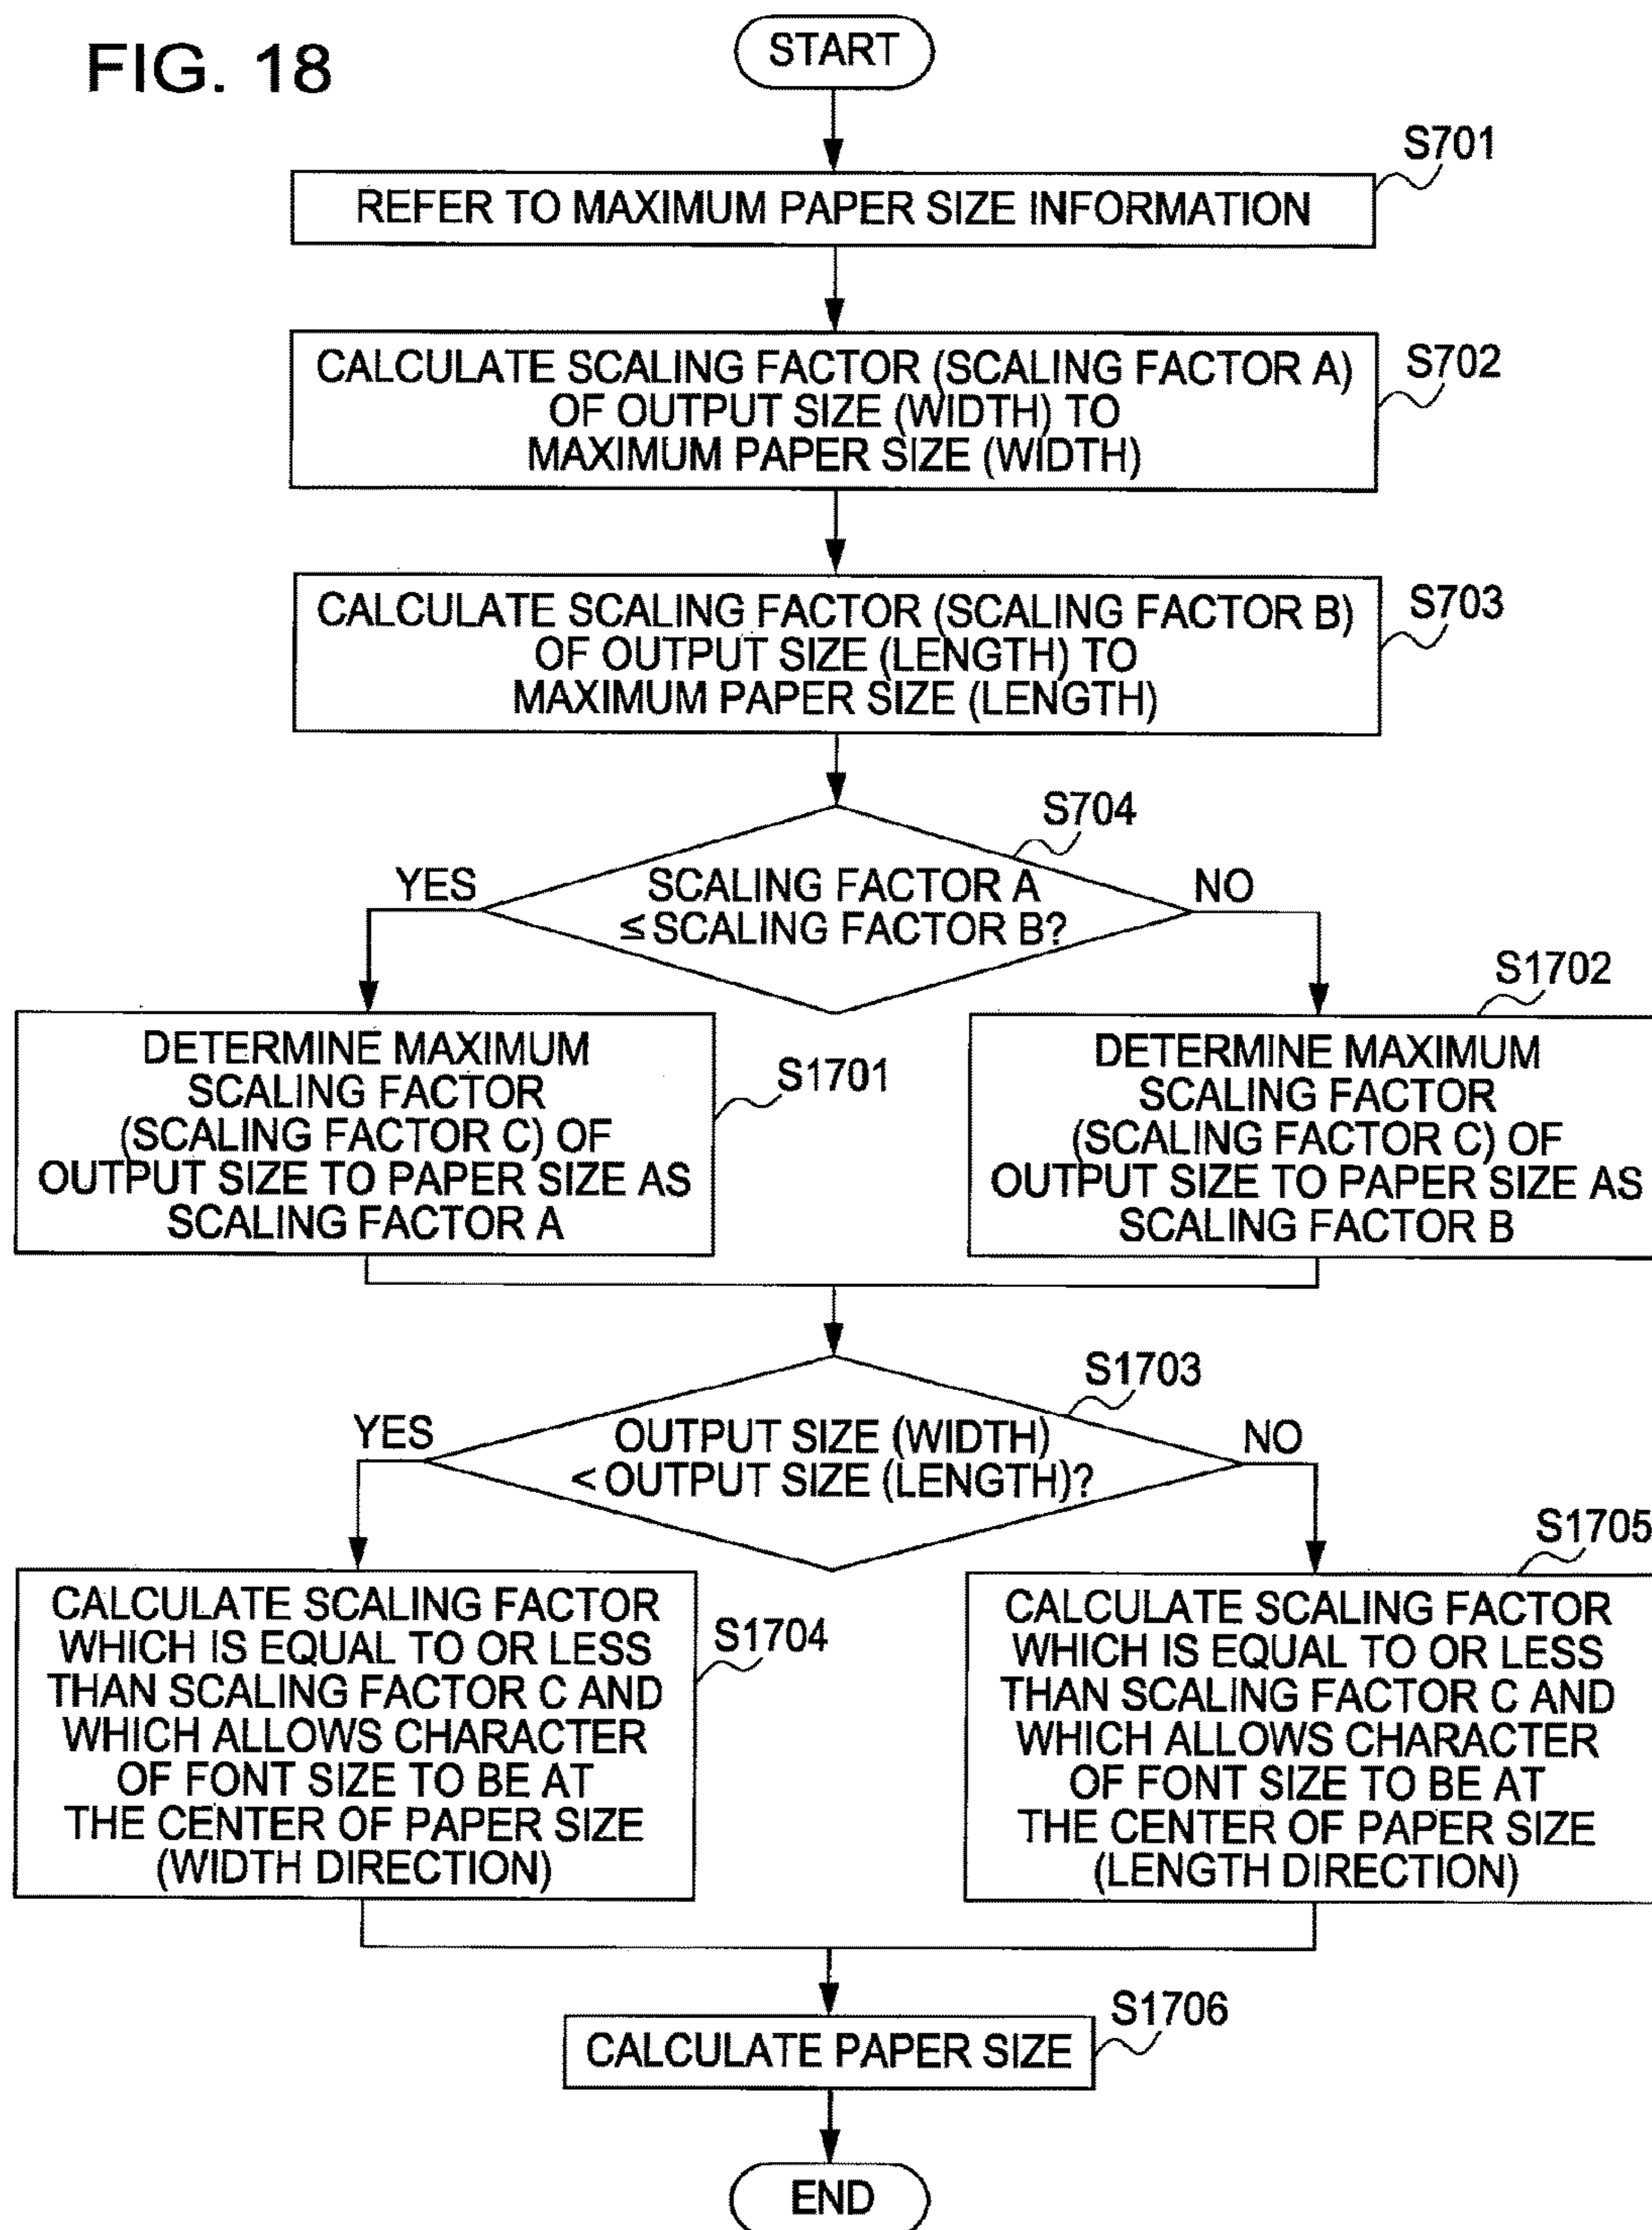 FIG. 18
START
S701
REFER TO MAXIMUM PAPER SIZE INFORMATION
S702
CALCULATE SCALING FACTOR (SCALING FACTOR A)
OF OUTPUT SIZE (WIDTH) TO
MAXIMUM PAPER SIZE (WIDTH)
S703
CALCULATE SCALING FACTOR (SCALING FACTOR B)
OF OUTPUT SIZE (LENGTH) TO
MAXIMUM PAPER SIZE (LENGTH)
S704
YES
SCALING FACTOR A
≤ SCALING FACTOR B?
NO
S1701
DETERMINE MAXIMUM
SCALING FACTOR
(SCALING FACTOR C) OF
OUTPUT SIZE TO PAPER SIZE AS
SCALING FACTOR A
S1702
DETERMINE MAXIMUM
SCALING FACTOR
(SCALING FACTOR C) OF
OUTPUT SIZE TO PAPER SIZE AS
SCALING FACTOR B
S1703
YES
OUTPUT SIZE (WIDTH)
< OUTPUT SIZE (LENGTH)?
NO
S1704
CALCULATE SCALING FACTOR
WHICH IS EQUAL TO OR LESS
THAN SCALING FACTOR C AND
WHICH ALLOWS CHARACTER
OF FONT SIZE TO BE AT
THE CENTER OF PAPER SIZE
(WIDTH DIRECTION)
S1705
CALCULATE SCALING FACTOR
WHICH IS EQUAL TO OR LESS
THAN SCALING FACTOR C AND
WHICH ALLOWS CHARACTER
OF FONT SIZE TO BE AT
THE CENTER OF PAPER SIZE
(LENGTH DIRECTION)
S1706
CALCULATE PAPER SIZE
END